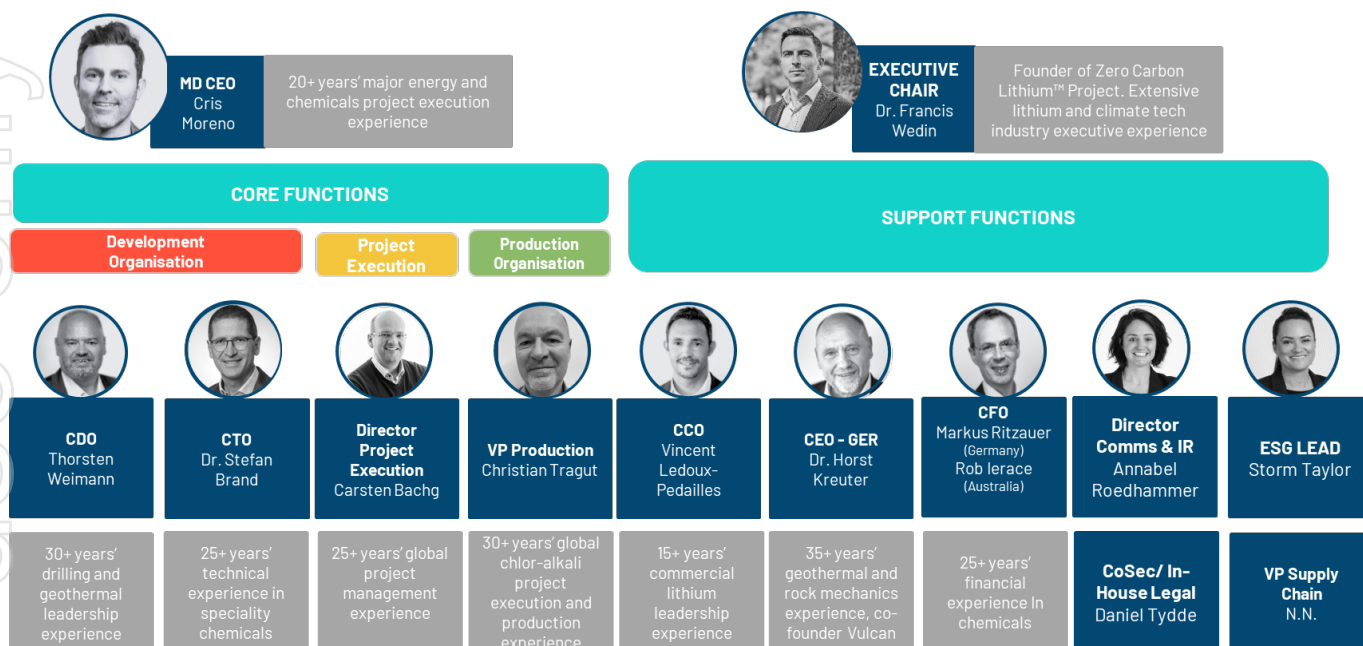 MD CEO
Cris
Moreno
20+ years’ major energy and
chemicals project execution
experience
EXECUTIVE
CHAIR
Dr. Francis
Wedin
Founder of Zero Carbon
Lithium™ Project. Extensive
lithium and climate tech
industry executive experience
CORE FUNCTIONS
SUPPORT FUNCTIONS
Development
Organisation
Project
Execution
Production
Organisation
CDO
Thorsten
Weimann
CTO
Dr. Stefan
Brand
Director
Project
Execution
Carsten Bachg
VP Production
Christian Tragut
CCO
Vincent
Ledoux-
Pedailles
CEO - GER
Dr. Horst
Kreuter
CFO
Markus Ritzauer
(Germany)
Rob Ierace
(Australia)
Director
Comms & IR
Annabel
Roedhammer
ESG LEAD
Storm Taylor
30+ years’
drilling and
geothermal
leadership
experience
25+ years’
technical
experience in
speciality
chemicals
25+ years’ global
project
management
experience
30+ years’ global
chlor-alkali
project
execution and
production
experience
15+ years’
commercial
lithium
leadership
experience
35+ years’
geothermal and
rock mechanics
experience, co-
founder Vulcan
25+ years’
financial
experience In
chemicals
CoSec/ In-
House Legal
Daniel Tydde
VP Supply
Chain
N.N.